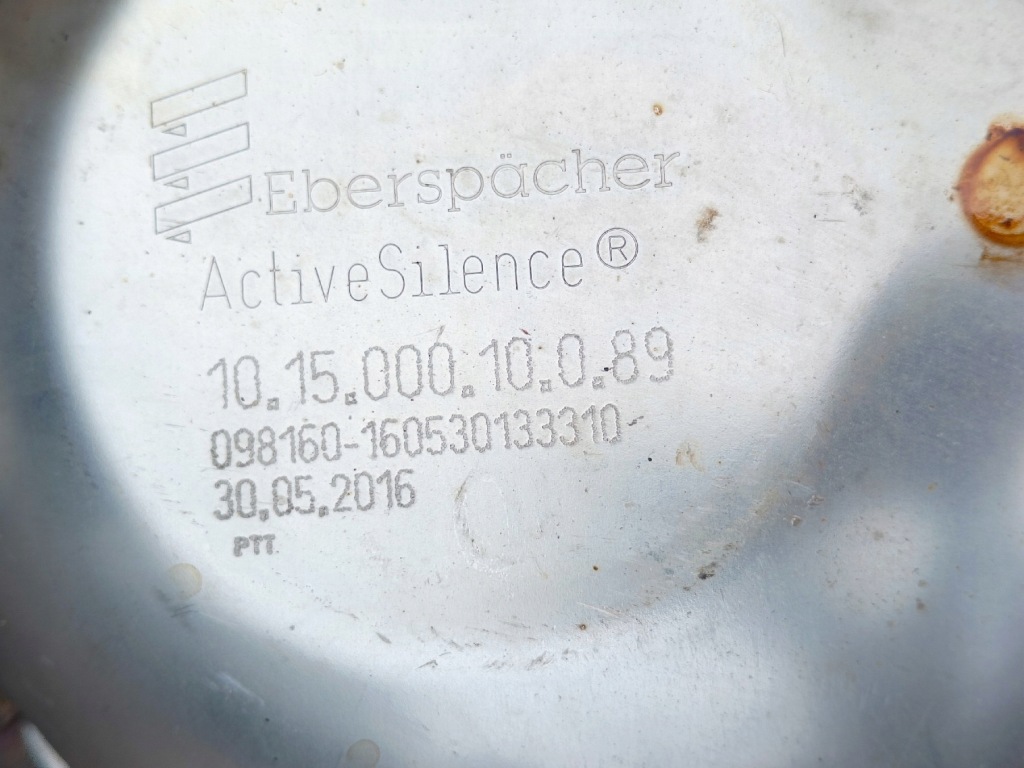 Eberspächer
ActiveSilence®
10.15.000.10.0.89
098160-160530133310
30.05.2016
PTT